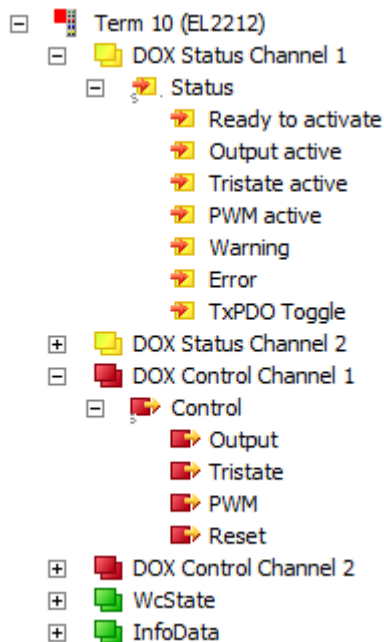 Term 10 (EL2212)
DOX Status Channel 1
Status
Ready to activate
Output active
Tristate active
PWM active
Warning
Error
TxPDO Toggle
DOX Status Channel 2
DOX Control Channel 1
Control
Output
Tristate
PWM
Reset
DOX Control Channel 2
WcState
InfoData